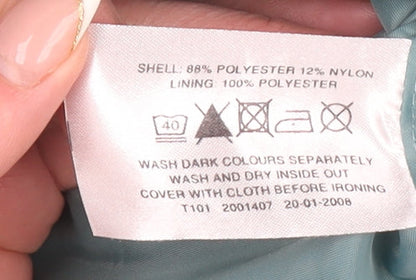 SHELL: 88% POLYESTER 12% NYLON
LINING: 100% POLYESTER
40
WASH DARK COLOURS SEPARATELY
WASH AND DRY INSIDE OUT
COVER WITH CLOTH BEFORE IRONING
T101 2001407 20-01-2008